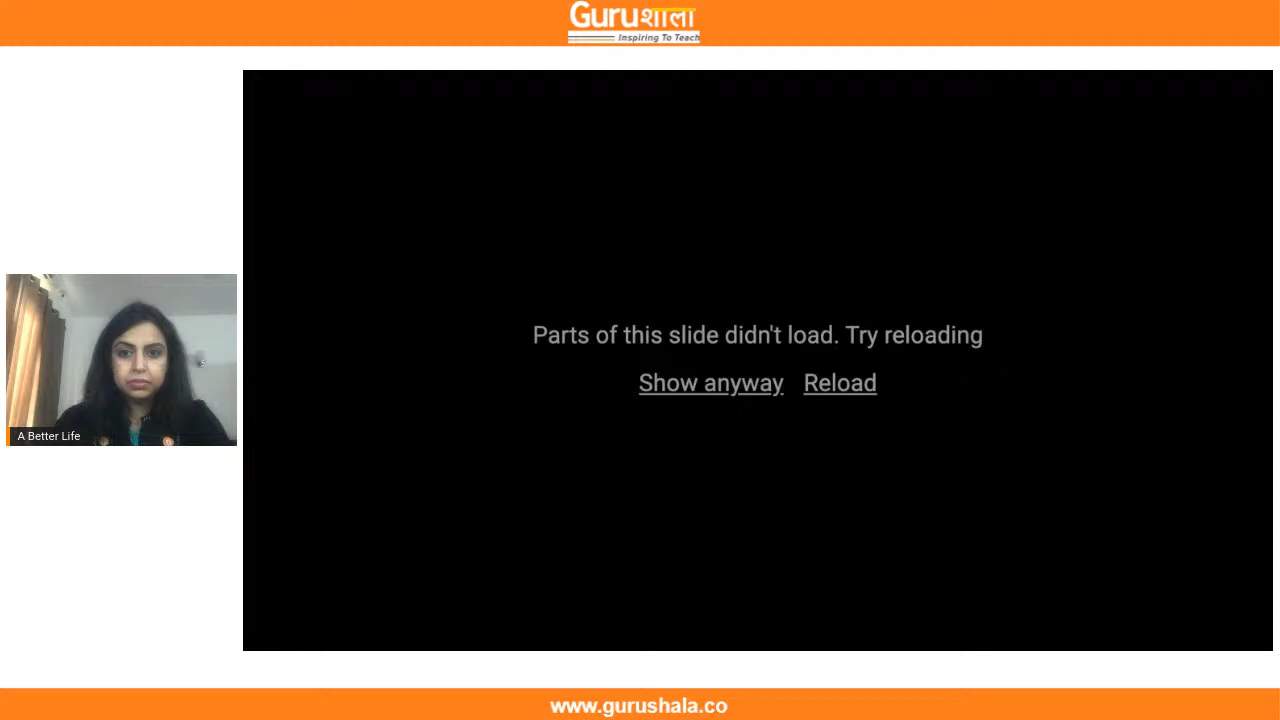 Guruशाला
Inspiring To Teach
Parts of this slide didn't load. Try reloading
Show anyway Reload
A Better Life
www.gurushala.co